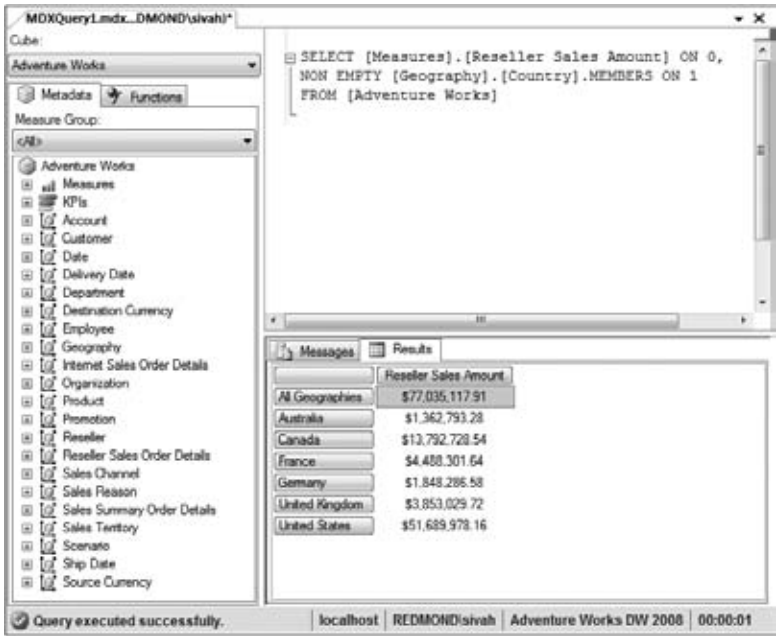 MDXQuery1.mdx...DMOND\sivah)*
Cube:
Adventure Works
Metadata
Functions
Measure Group:
<All>
Adventure Works
Measures
KPIs
Account
Customer
Date
Delivery Date
Department
Destination Currency
Employee
Geography
Internet Sales Order Details
Organization
Product
Promotion
Reseller
Reseller Sales Order Details
Sales Channel
Sales Reason
Sales Summary Order Details
Sales Territory
Scenario
Ship Date
Source Currency
SELECT [Measures].[Reseller Sales Amount] ON 0,
NON EMPTY [Geography].[Country].MEMBERS ON 1
FROM [Adventure Works]
Messages
Results
Reseller Sales Amount
All Geographies $77,035,117.91
Australia $1,362,793.28
Canada $13,792,728.54
France $4,488,301.64
Germany $1,848,286.58
United Kingdom $3,853,029.72
United States $51,689,978.16
Query executed successfully.
localhost
REDMOND\sivah
Adventure Works DW 2008
00:00:01